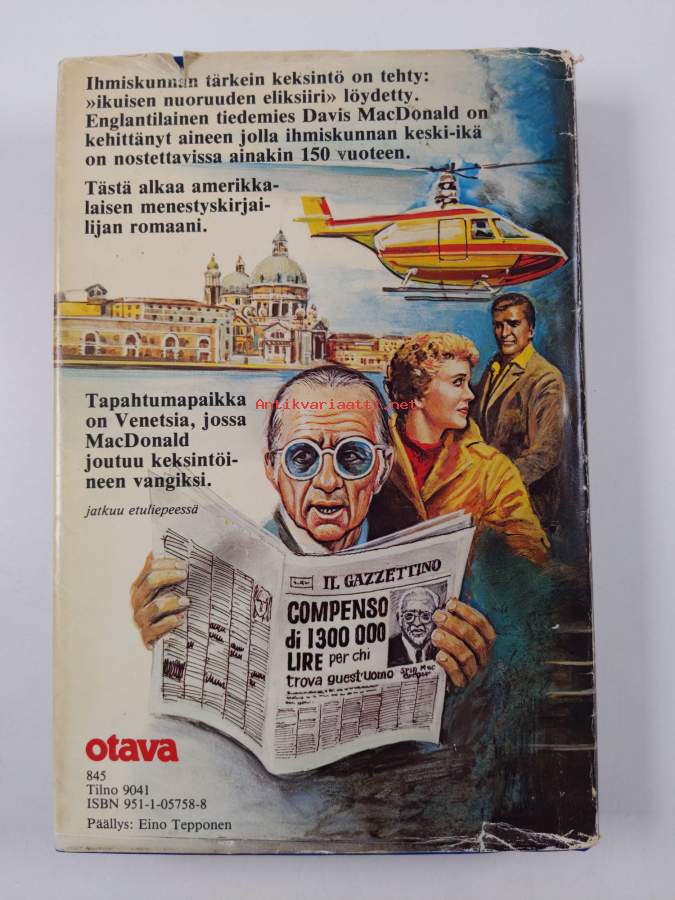 Ihmiskunnan tärkein keksintö on tehty:
»ikuisen nuoruuden eliksiiri» löydetty.
Englantilainen tiedemies Davis MacDonald on
kehittänyt aineen jolla ihmiskunnan keski-ikä
on nostettavissa ainakin 150 vuoteen.
Tästä alkaa amerikka-
laisen menestyskirjai-
lijan romaani.
Tapahtumapaikka
on Venetsia, jossa
MacDonald
joutuu keksintöi-
neen vangiksi.
jatkuu etuliepeessä
Antikvariaatti.net
IL GAZZETTINO
COMPENSO
di 1300 000
LIRE per chi
trova quest'uomo
otava
845
Tilno 9041
ISBN 951-1-05758-8
Päällys: Eino Tepponen